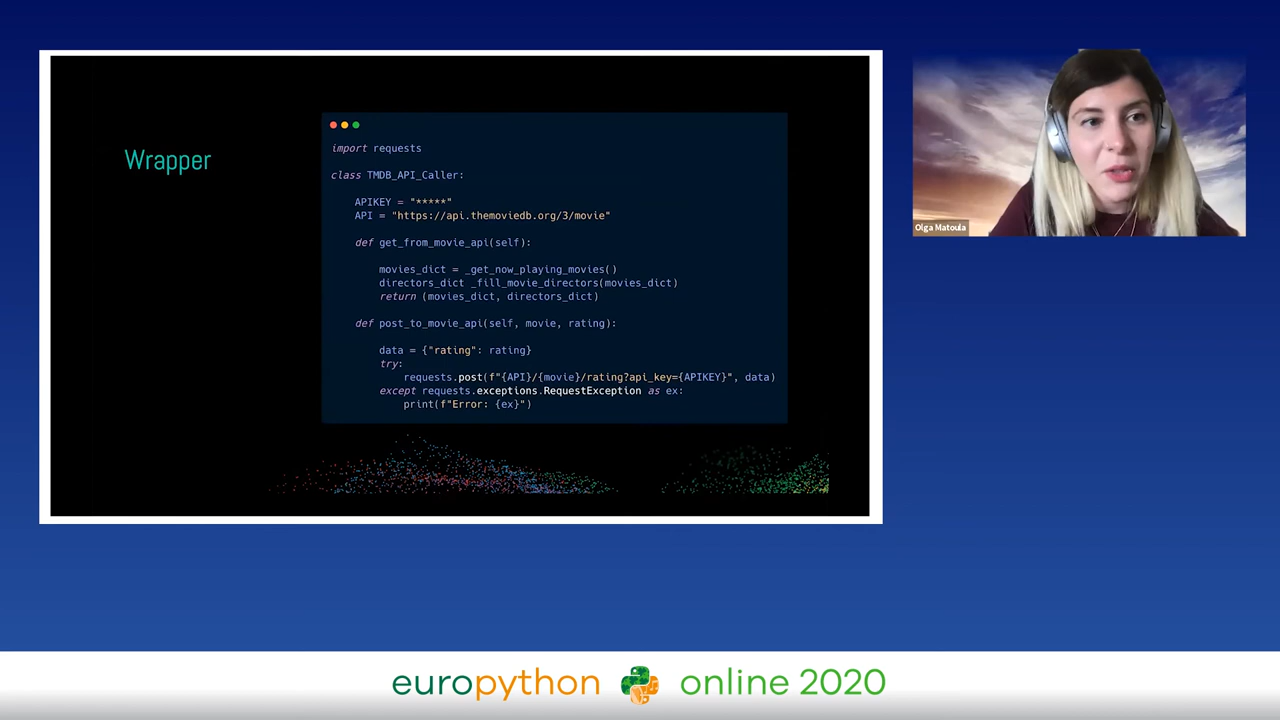 Wrapper
import requests
class TMDB_API_Caller:
APIKEY = "*****"
API = "https://api.themoviedb.org/3/movie"
def get_from_movie_api(self):
movies_dict = _get_now_playing_movies()
directors_dict _fill_movie_directors(movies_dict)
return (movies_dict, directors_dict)
def post_to_movie_api(self, movie, rating):
data = {"rating": rating}
try:
requests.post(f"{API}/{movie}/rating?api_key={APIKEY}", data)
except requests.exceptions.RequestException as ex:
print(f"Error: {ex}")
Olga Matoula
europython online 2020